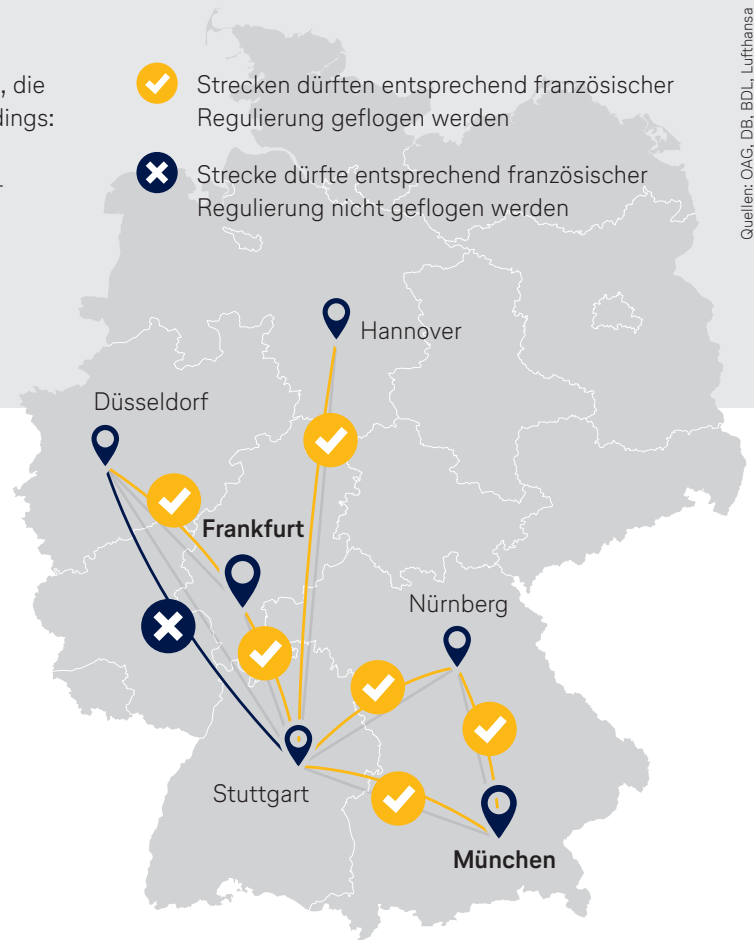 , die
dings:
Strecken dürften entsprechend französischer
Regulierung geflogen werden
Strecke dürfte entsprechend französischer
Regulierung nicht geflogen werden
Quellen: OAG, DB, BDL, Lufthansa
Hannover
Düsseldorf
Frankfurt
Nürnberg
Stuttgart
München